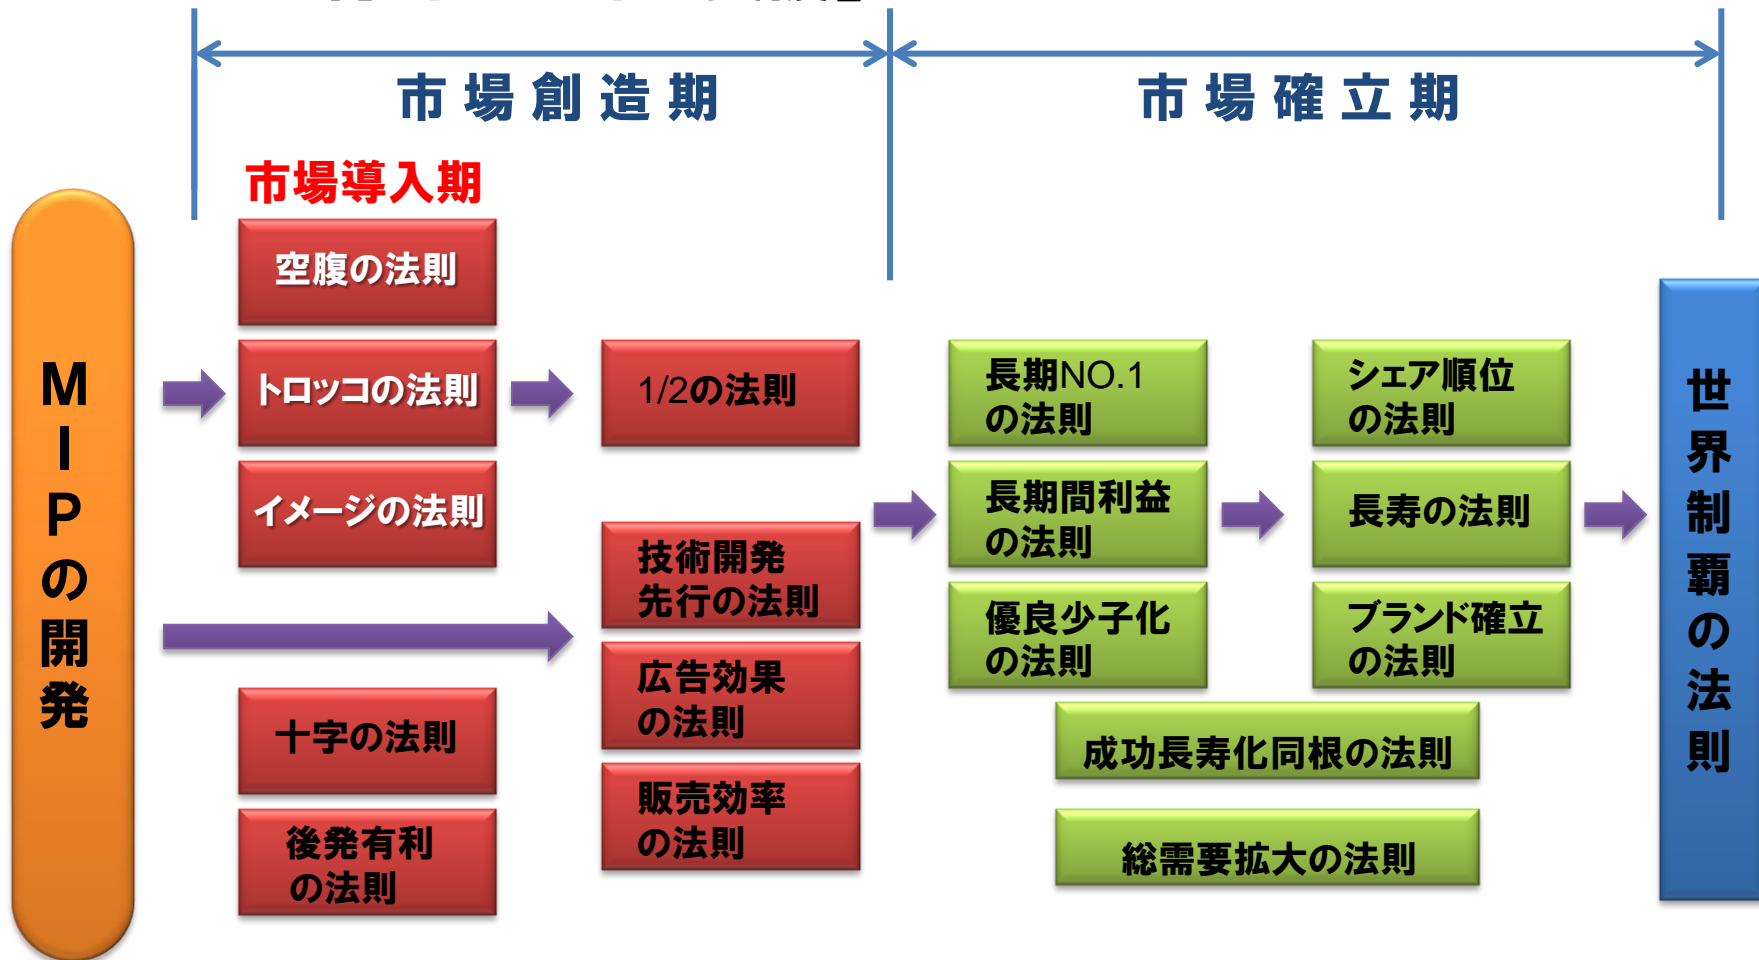 市場創造期
市場確立期
市場導入期
MIPの開発
空腹の法則
トロッコの法則
イメージの法則
十字の法則
後発有利
の法則
1/2の法則
技術開発
先行の法則
広告効果
の法則
販売効率
の法則
長期NO.1
の法則
長期間利益
の法則
優良少子化
の法則
シェア順位
の法則
長寿の法則
ブランド確立
の法則
成功長寿化同根の法則
総需要拡大の法則
世界制覇の法則